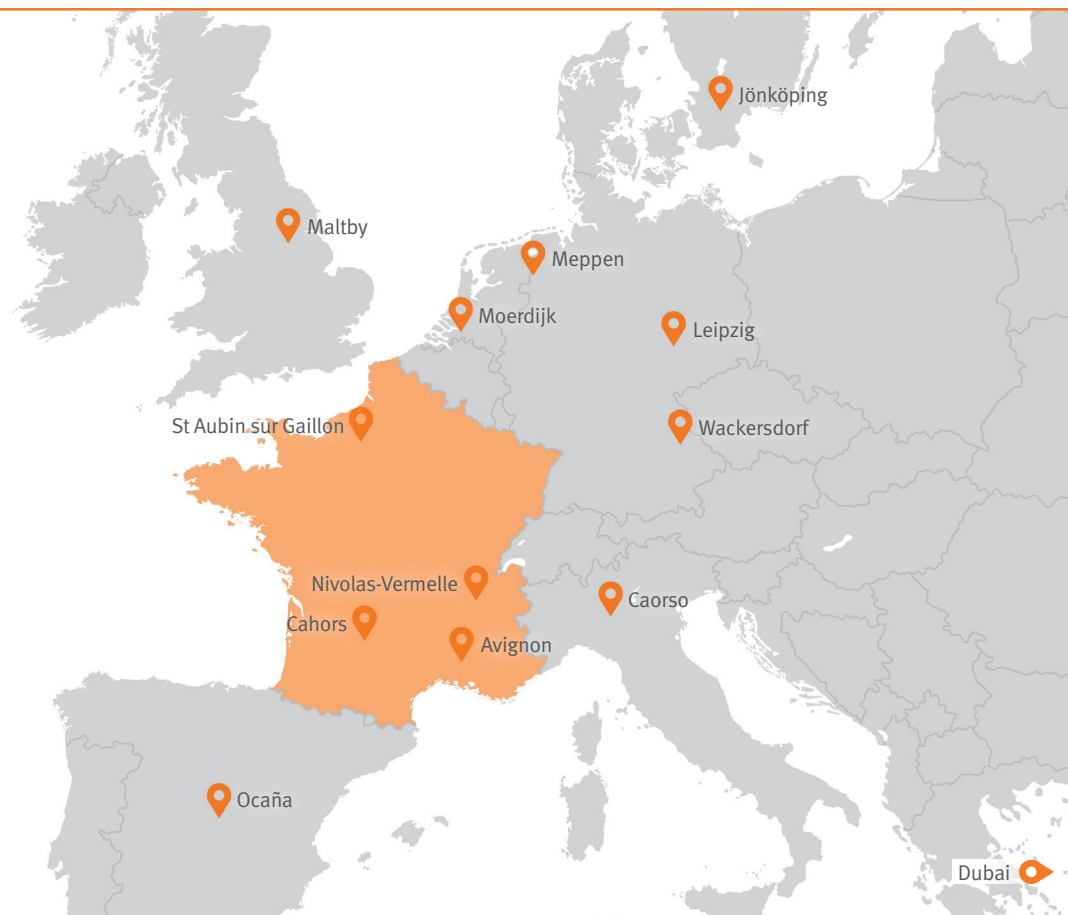 Jönköping
Maltby
Meppen
Moerdijk
Leipzig
St Aubin sur Gaillon
Wackersdorf
Nivolas-Vermelle
Caorso
Cahors
Avignon
Ocaña
Dubai